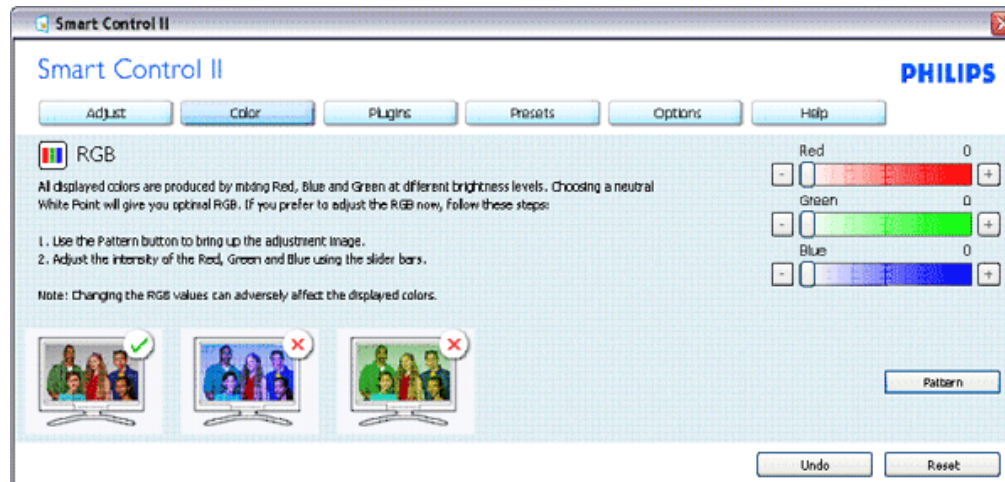 Smart Control II
Smart Control II
PHILIPS
Adjust Color Plugins Presets Options Help
RGB
All displayed colors are produced by mixing Red, Blue and Green at different brightness levels. Choosing a neutral
White Point will give you optimal RGB. If you prefer to adjust the RGB now, follow these steps:
1. Use the Pattern button to bring up the adjustment image.
2. Adjust the intensity of the Red, Green and Blue using the slider bars.
Note: Changing the RGB values can adversely affect the displayed colors.
Red 0
- +
Green 0
- +
Blue 0
- +
Pattern
Undo Reset